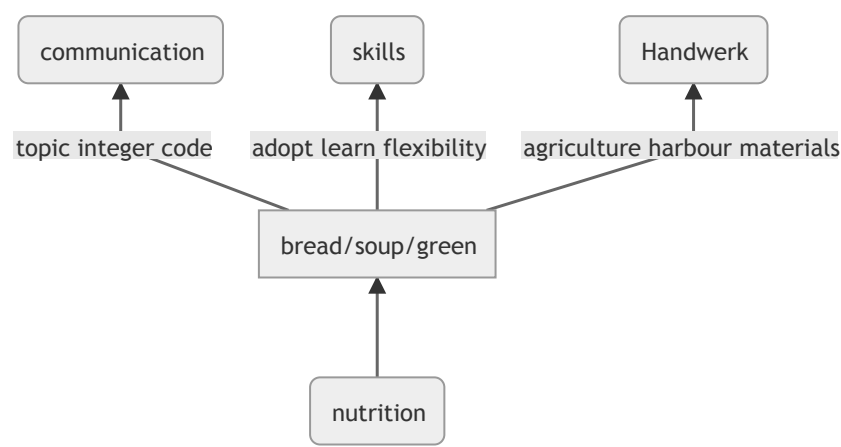 communication
skills
Handwerk
topic integer code
adopt learn flexibility
agriculture harbour materials
bread/soup/green
nutrition